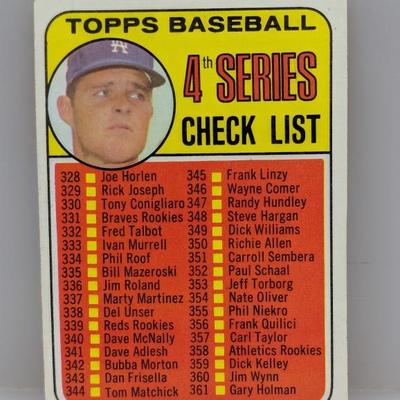 TOPPS BASEBALL
4th SERIES
CHECK LIST
LA
328 Joe Horlen
329 Rick Joseph
330 Tony Conigliaro
331 Braves Rookies
332 Fred Talbot
333 Ivan Murrell
334 Phil Roof
335 Bill Mazeroski
336 Jim Roland
337 Marty Martinez
338 Del Unser
339 Reds Rookies
340 Dave McNally
341 Dave Adlesh
342 Bubba Morton
343 Dan Frisella
344 Tom Matchick
345 Frank Linzy
346 Wayne Comer
347 Randy Hundley
348 Steve Hargan
349 Dick Williams
350 Richie Allen
351 Carroll Sembera
352 Paul Schaal
353 Jeff Torborg
354 Nate Oliver
355 Phil Niekro
356 Frank Quilici
357 Carl Taylor
358 Athletics Rookies
359 Dick Kelley
360 Jim Wynn
361 Gary Holman